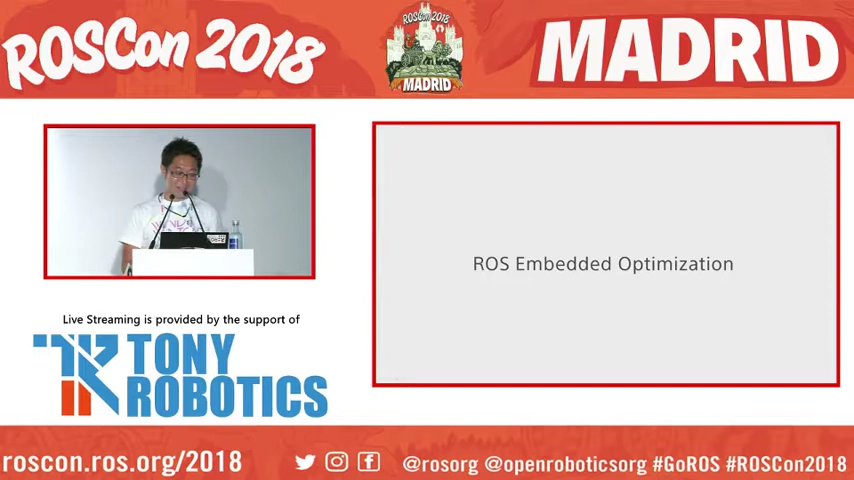 ROSCon 2018
ROSCon 2018
MADRID
MADRID
ROS Embedded Optimization
Live Streaming is provided by the support of
TONY
ROBOTICS
roscon.ros.org/2018
@rosorg @openroboticsorg #GoROS #ROSCon2018